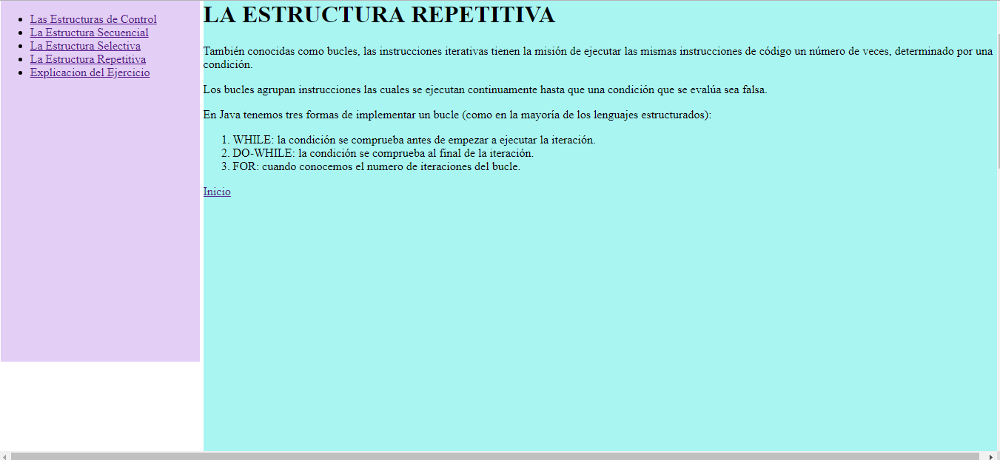 Las Estructuras de Control
La Estructura Secuencial
La Estructura Selectiva
La Estructura Repetitiva
Explicacion del Ejercicio
LA ESTRUCTURA REPETITIVA
También conocidas como bucles, las instrucciones iterativas tienen la misión de ejecutar las mismas instrucciones de código un número de veces, determinado por una
condición.
Los bucles agrupan instrucciones las cuales se ejecutan continuamente hasta que una condición que se evalúa sea falsa.
En Java tenemos tres formas de implementar un bucle (como en la mayoría de los lenguajes estructurados):
1. WHILE: la condición se comprueba antes de empezar a ejecutar la iteración.
2. DO-WHILE: la condición se comprueba al final de la iteración.
3. FOR: cuando conocemos el numero de iteraciones del bucle.
Inicio